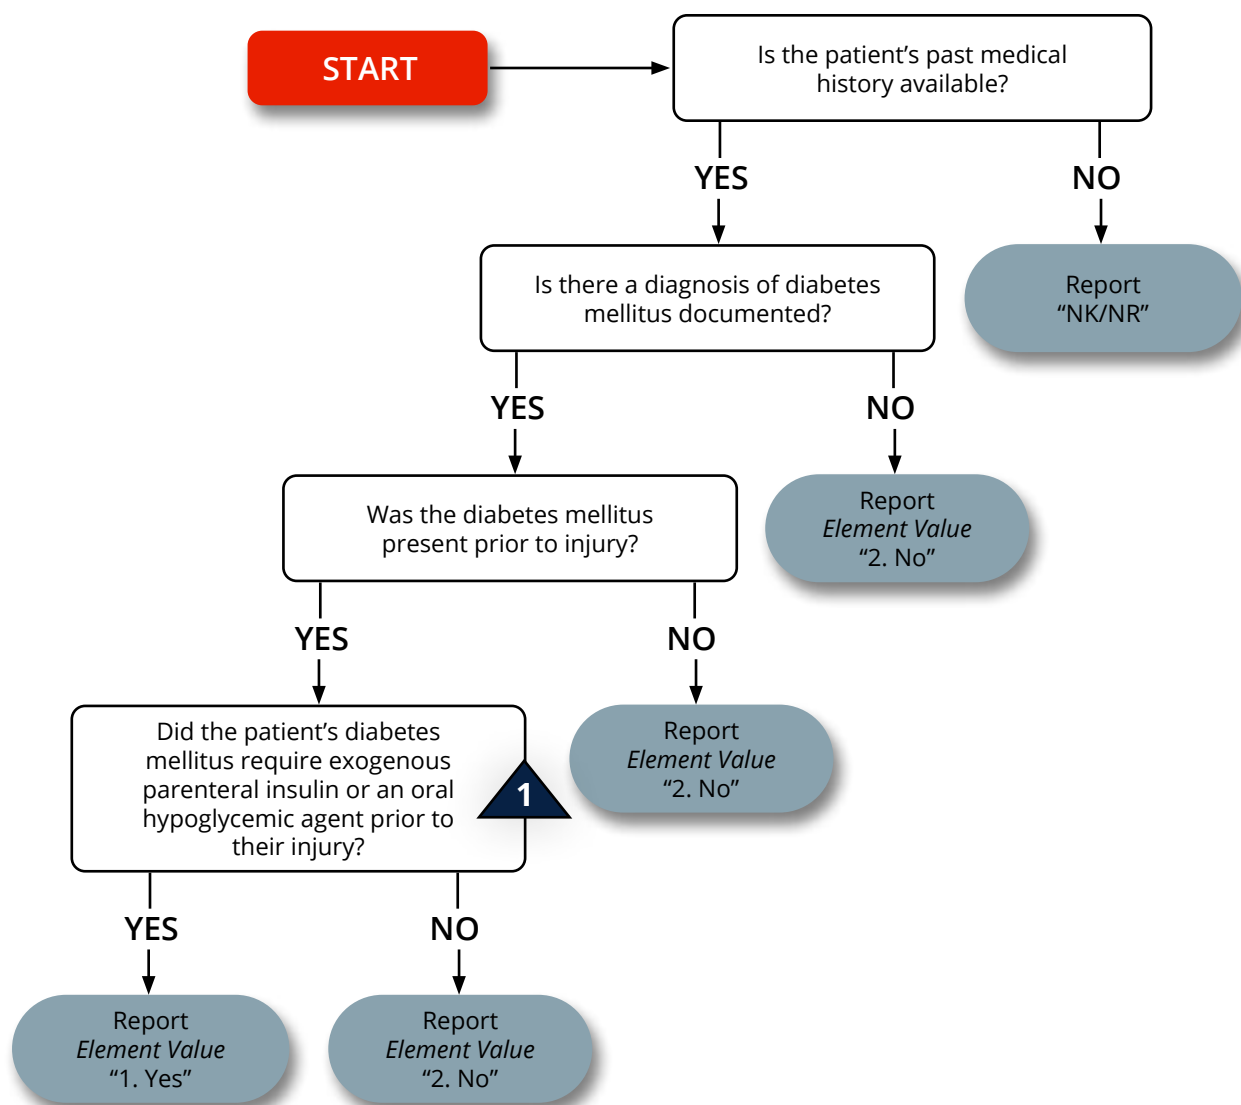 START
Is the patient’s past medical
history available?
YES
NO
Is there a diagnosis of diabetes
mellitus documented?
Report
“NK/NR”
YES
NO
Was the diabetes mellitus
present prior to injury?
Report
Element Value
“2. No”
YES
NO
Did the patient’s diabetes
mellitus require exogenous
parenteral insulin or an oral
hypoglycemic agent prior to
their injury?
1
Report
Element Value
“2. No”
YES
NO
Report
Element Value
“1. Yes”
Report
Element Value
“2. No”